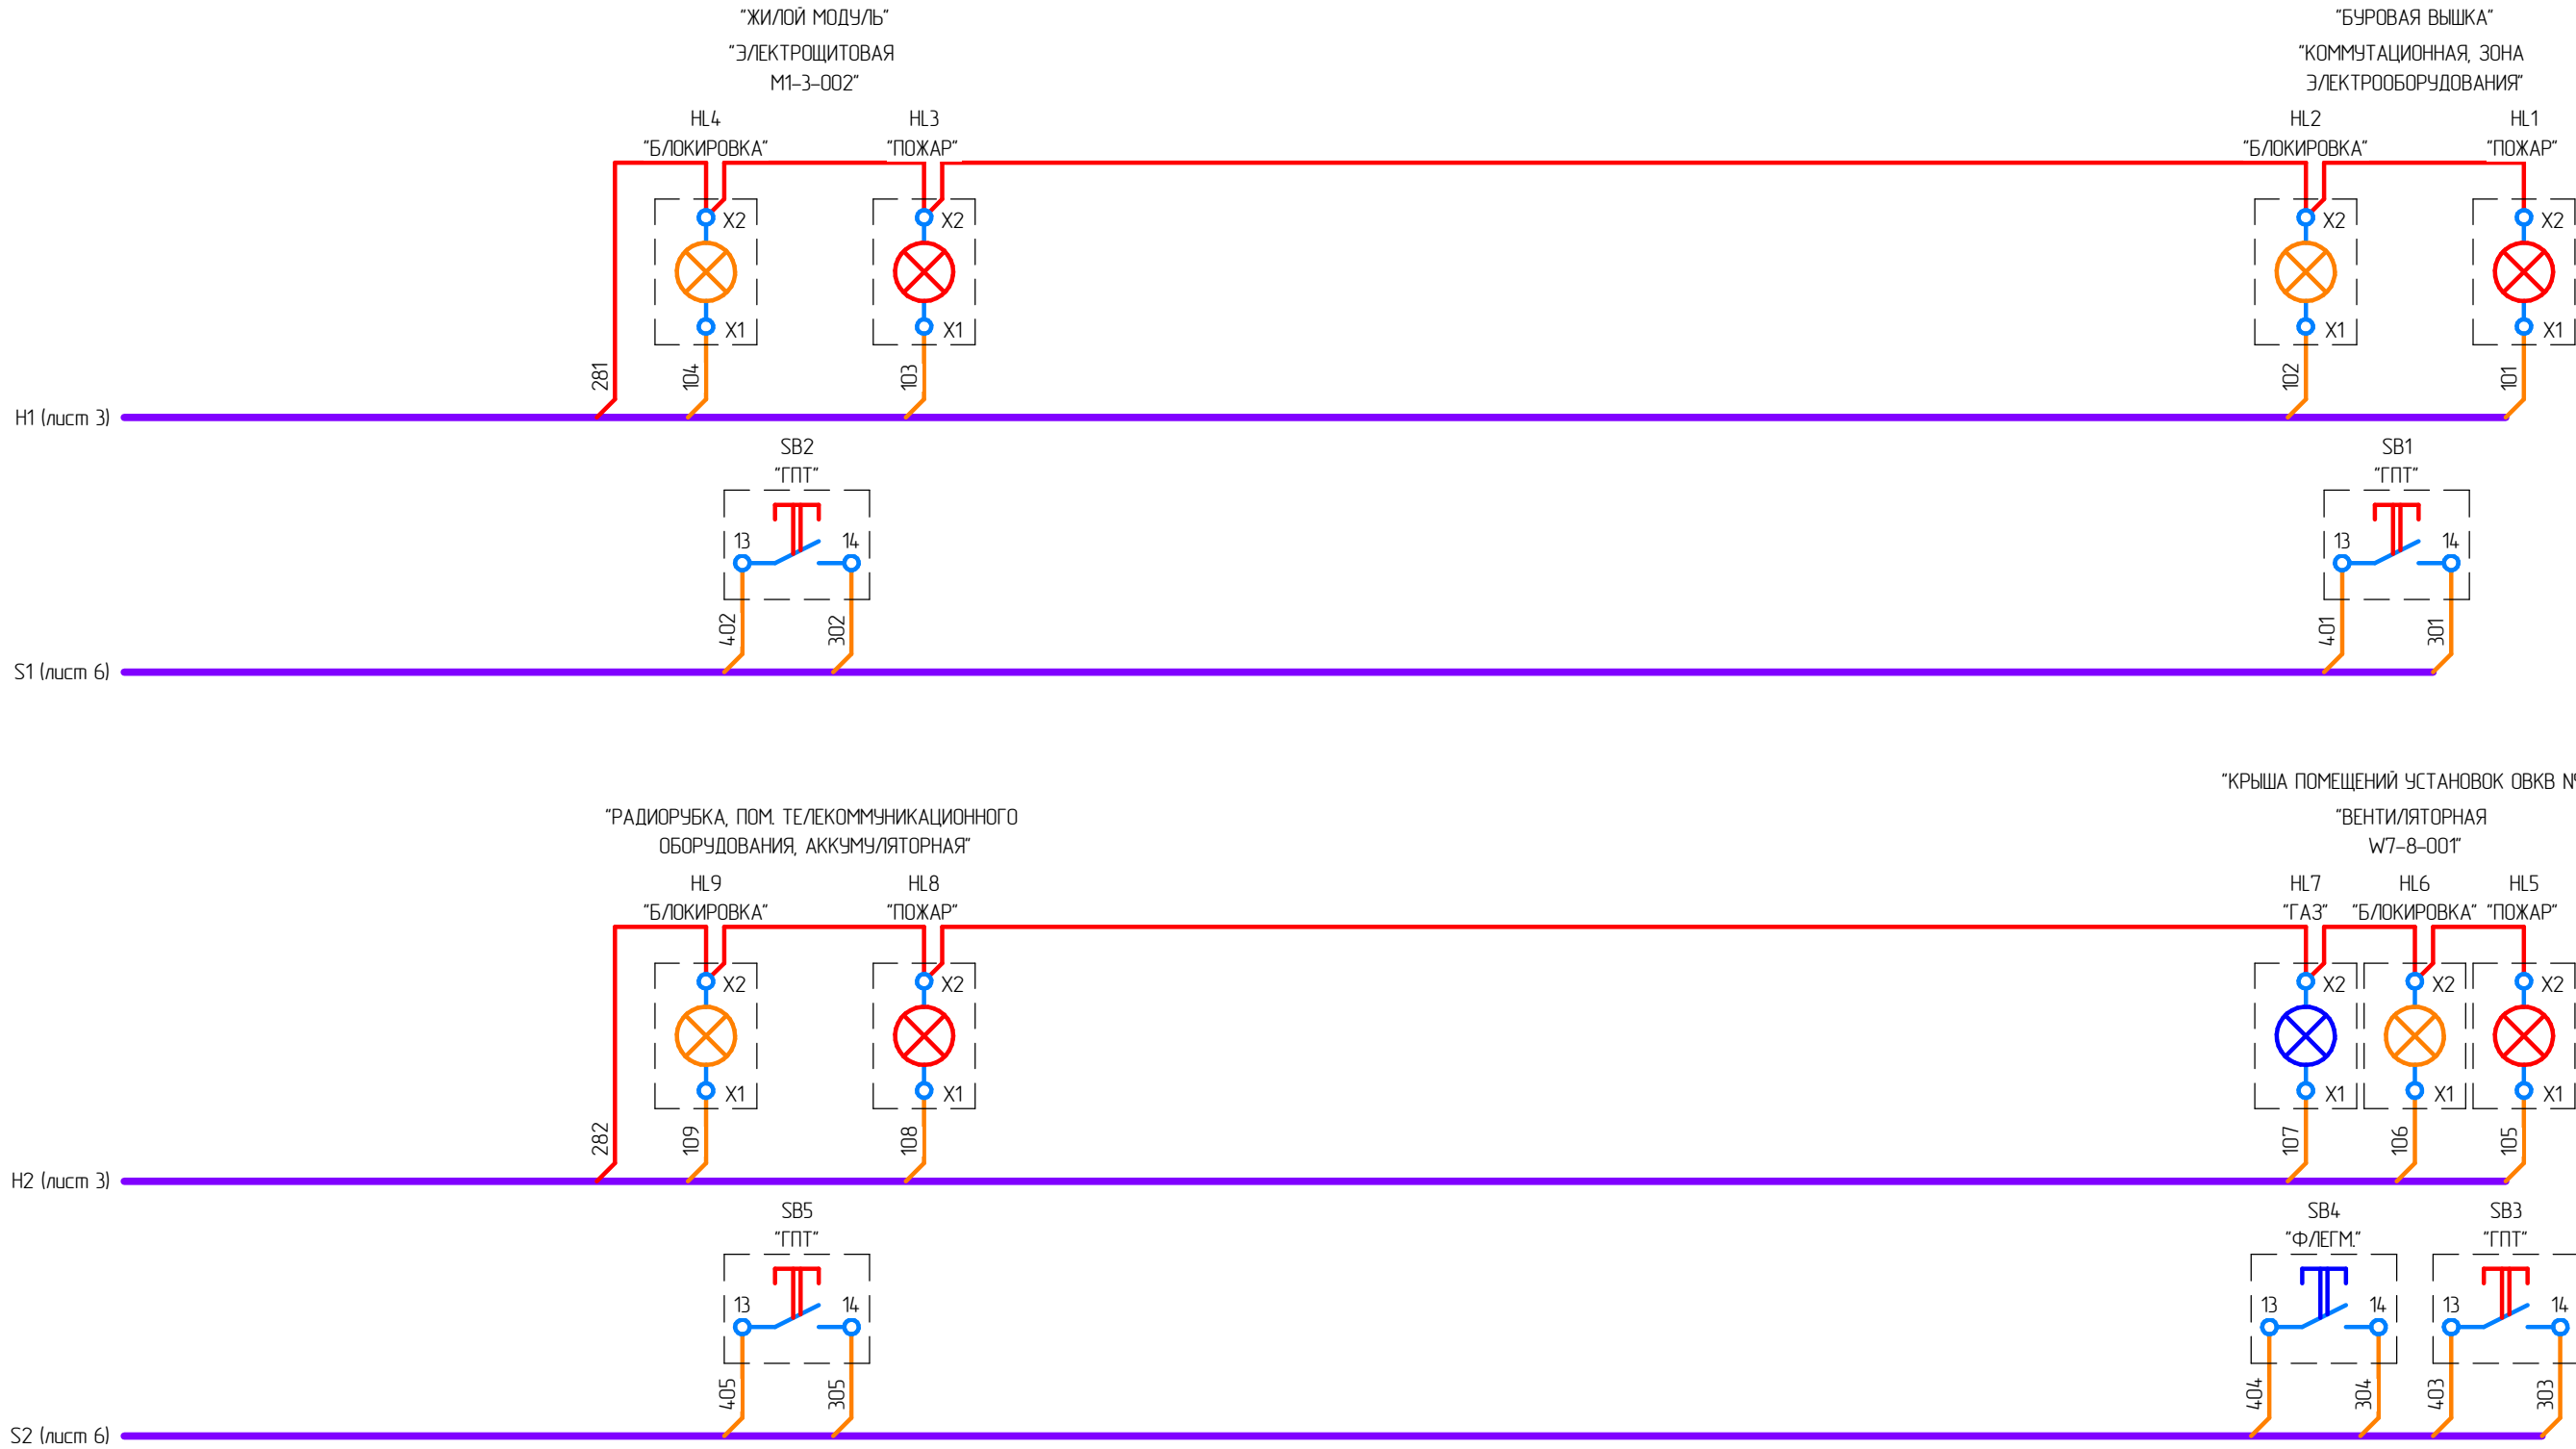 "ЖИЛОЙ МОДУЛЬ"
"ЭЛЕКТРОЩИТОВАЯ
М1-3-002"
"БУРОВАЯ ВЫШКА"
"КОММУТАЦИОННАЯ, ЗОНА
ЭЛЕКТРООБОРУДОВАНИЯ"
HL4
"БЛОКИРОВКА"
HL3
"ПОЖАР"
HL2
"БЛОКИРОВКА"
HL1
"ПОЖАР"
X2
X2
X2
X2
X1
X1
X1
X1
281
104
103
102
101
H1 (лист 3)
SB2
"ГПТ"
SB1
"ГПТ"
13
14
13
14
402
302
401
301
S1 (лист 6)
"РАДИОРУБКА, ПОМ. ТЕЛЕКОММУНИКАЦИОННОГО
ОБОРУДОВАНИЯ, АККУМУЛЯТОРНАЯ"
"КРЫША ПОМЕЩЕНИЙ УСТАНОВОК ОВКВ
"ВЕНТИЛЯТОРНАЯ
W7-8-001"
HL9
"БЛОКИРОВКА"
HL8
"ПОЖАР"
HL7
"ГАЗ"
HL6
"БЛОКИРОВКА"
HL5
"ПОЖАР"
X2
X2
X2
X2
X2
X1
X1
X1
X1
X1
282
109
108
107
106
105
H2 (лист 3)
SB5
"ГПТ"
SB4
"ФЛЕГМ."
SB3
"ГПТ"
13
14
13
14
13
14
405
305
404
304
403
303
S2 (лист 6)